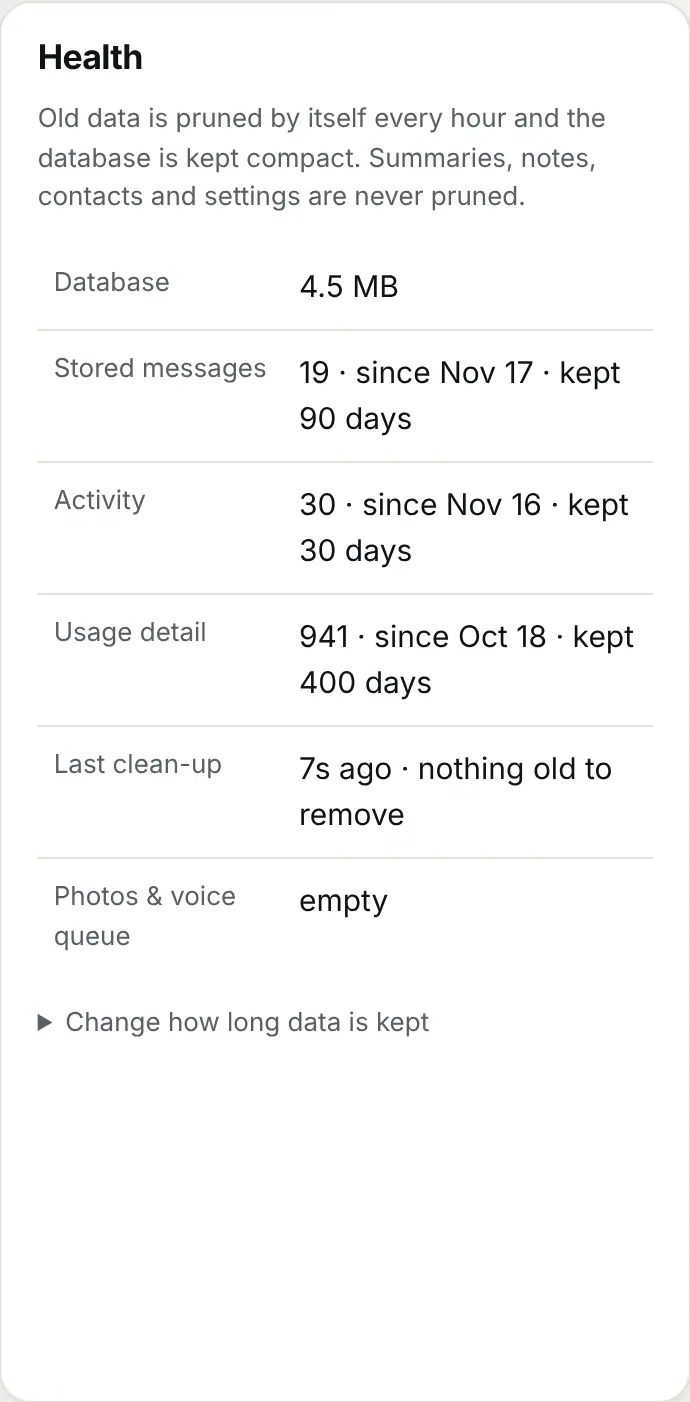 Health
Old data is pruned by itself every hour and the
database is kept compact. Summaries, notes,
contacts and settings are never pruned.
Database
4.5 MB
Stored messages
19 · since Nov 17 · kept
90 days
Activity
30 · since Nov 16 · kept
30 days
Usage detail
941 · since Oct 18 · kept
400 days
Last clean-up
7s ago · nothing old to
remove
Photos & voice
queue
empty
▶ Change how long data is kept